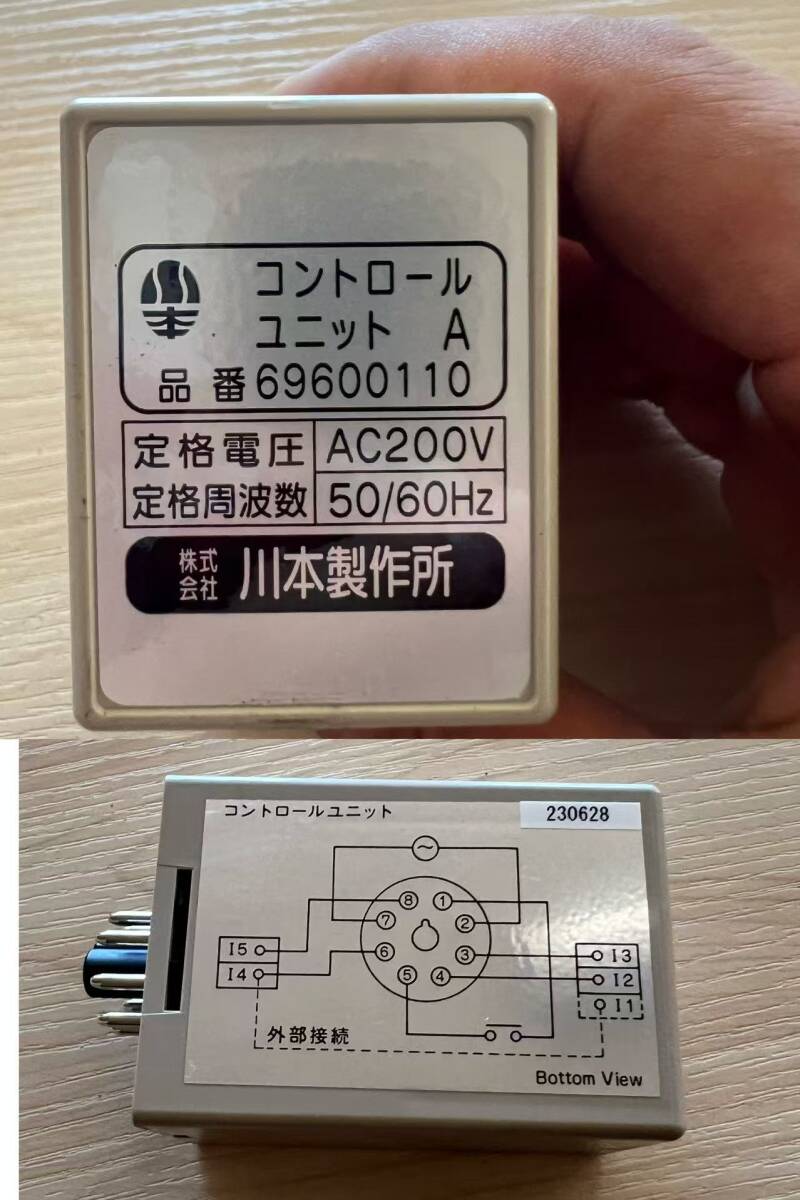 川本
コントロール
ユニット A
品番 69600110
定格電圧 AC200V
定格周波数 50/60Hz
株式会社 川本製作所
コントロールユニット 230628
~
⑧ ①
⑦ ②
⑥ ③
⑤ ④
I5
I4
I3
I2
I1
外部接続
Bottom View